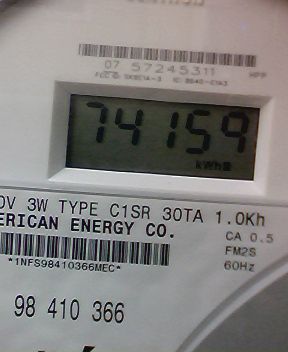 07 57245311
HPP
74159
kWh
0V 3W TYPE C1SR 30TA 1.0Kh
ERICAN ENERGY CO.
CA 0.5
FM2S
60Hz
*1NFS98410366MEC*
98 410 366